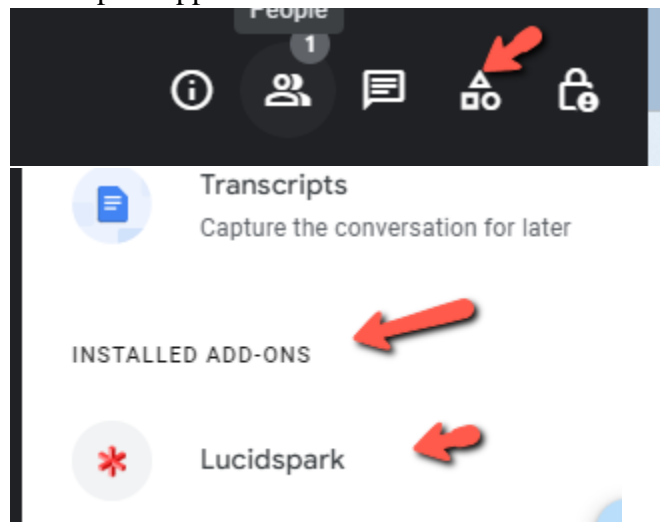 People
1
Transcripts
Capture the conversation for later
INSTALLED ADD-ONS
Lucidspark